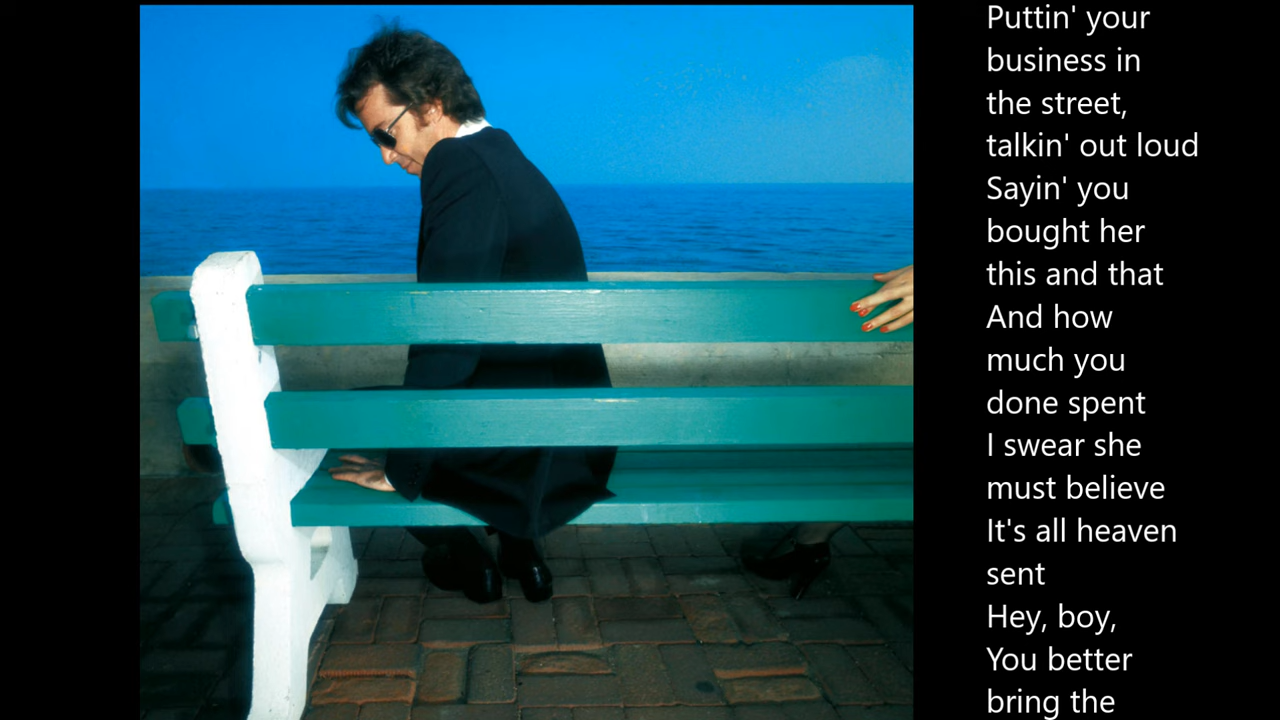 Puttin' your
business in
the street,
talkin' out loud
Sayin' you
bought her
this and that
And how
much you
done spent
I swear she
must believe
It's all heaven
sent
Hey, boy,
You better
bring the